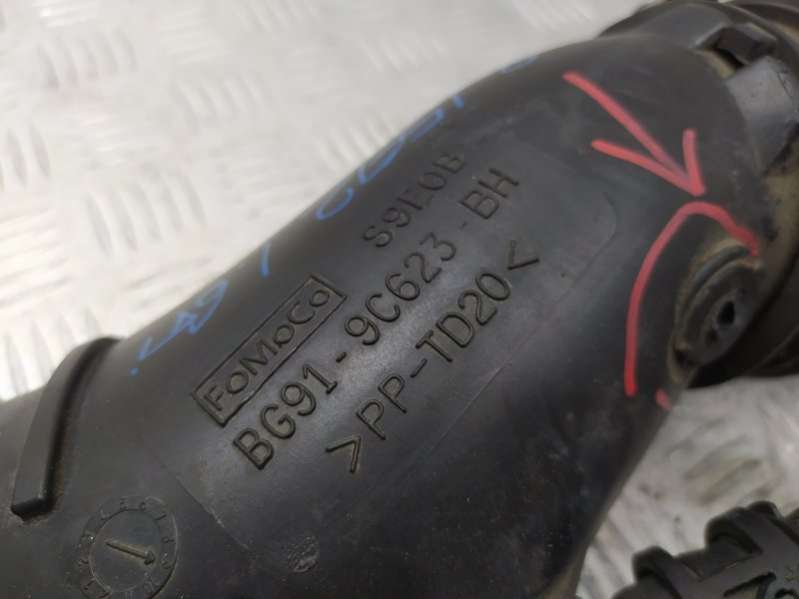 S9E0B
FoMoCo
BG91-9C623-BH
>PP-TD20<